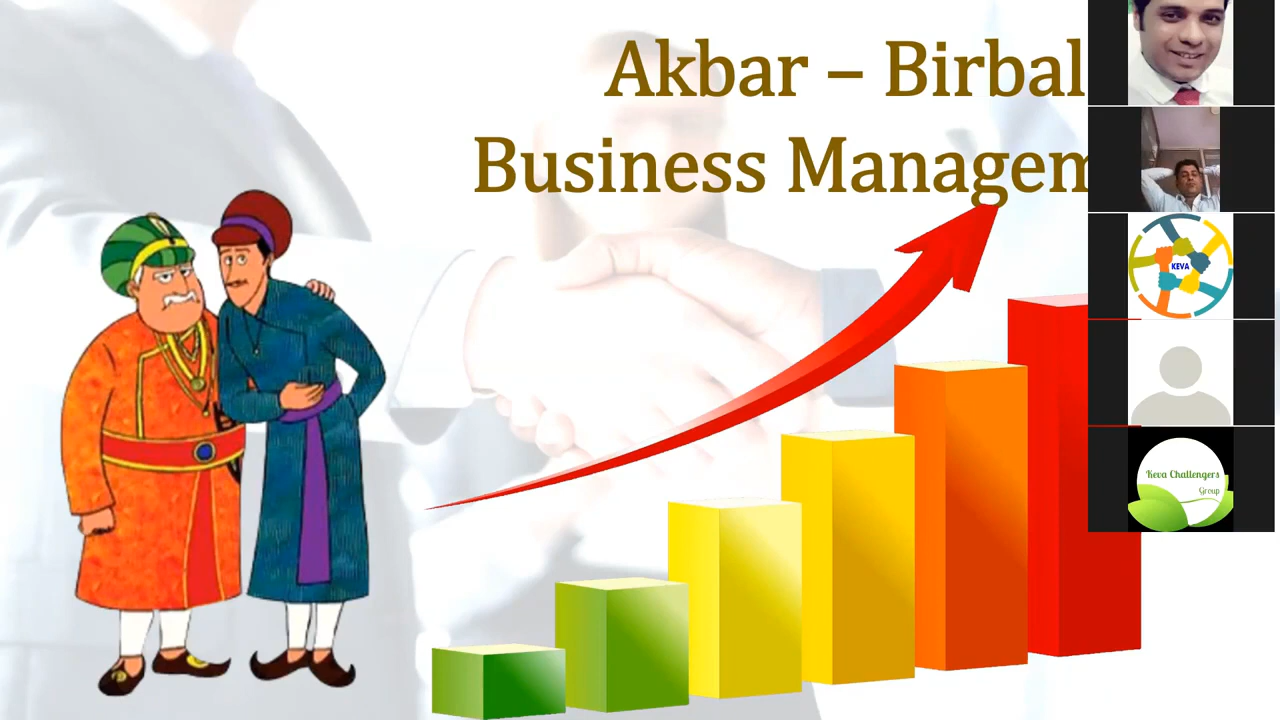 Akbar – Birbal
Business Managem
KEVA
Keva Challengers
Group